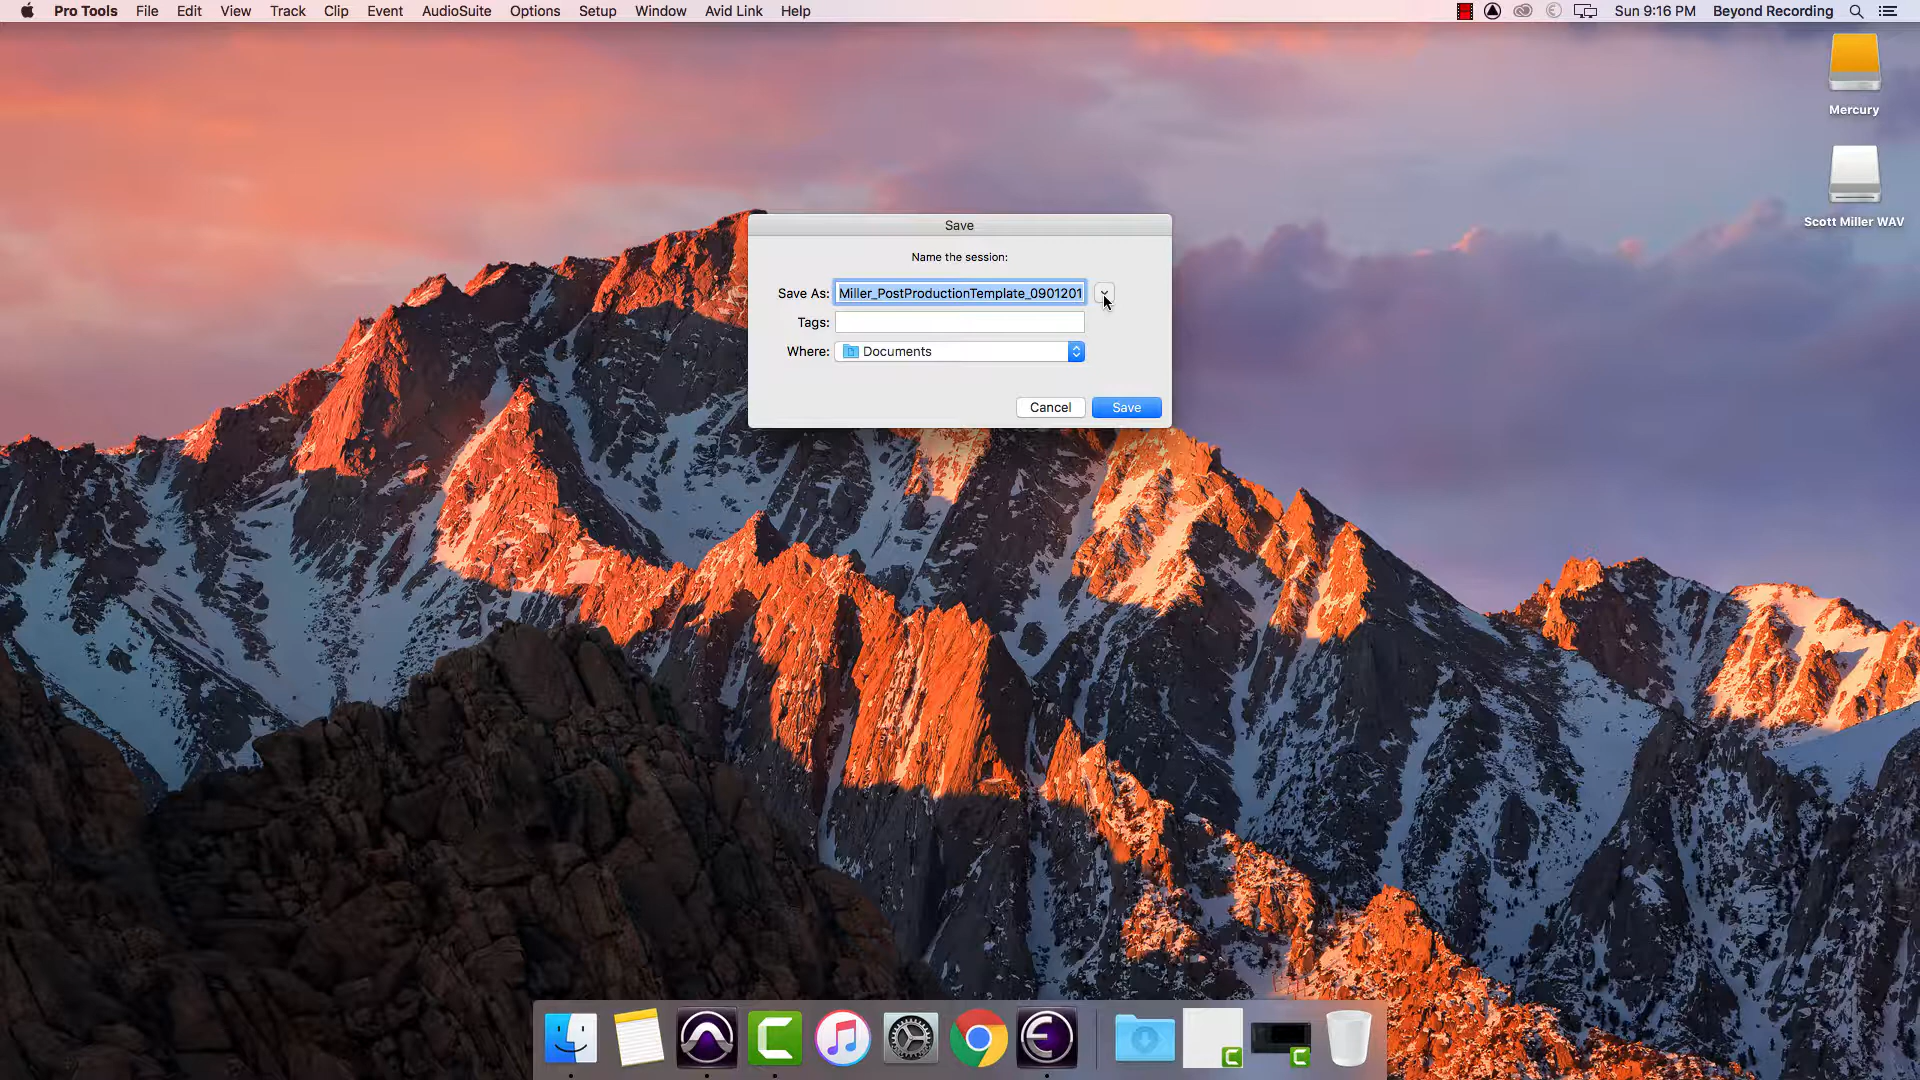 Pro Tools File Edit View Track Clip Event AudioSuite Options Setup Window Avid Link Help
Sun 9:16 PM Beyond Recording
Mercury
Scott Miller WAV
Save
Name the session:
Save As: Miller_PostProductionTemplate_0901201
Tags:
Where: Documents
Cancel Save